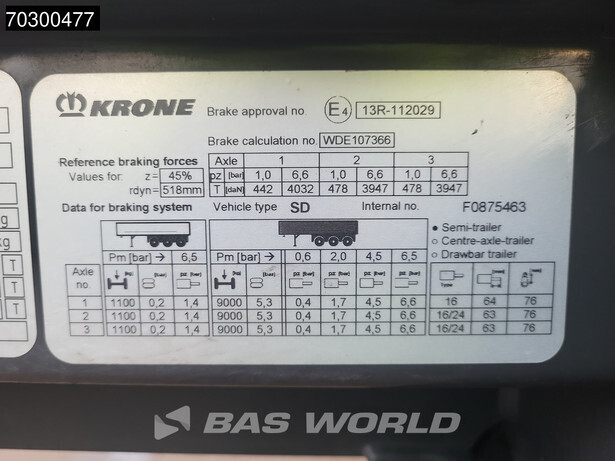 70300477
KRONE Brake approval no. E4 13R-112029
Brake calculation no. WDE107366
Reference braking forces Axle 1 2 3
Values for: z= 45% pz [bar] 1,0 6,6 1,0 6,6 1,0 6,6
rdyn= 518mm T [daN] 442 4032 478 3947 478 3947
Data for braking system Vehicle type SD Internal no. F0875463
• Semi-trailer
○ Centre-axle-trailer
○ Drawbar trailer
Pm [bar] → 6,5 Pm [bar] → 0,6 2,0 4,5 6,5
Axle no.
1 1100 0,2 1,4 9000 5,3 0,4 1,7 4,5 6,6 16 64 76
2 1100 0,2 1,4 9000 5,3 0,4 1,7 4,5 6,6 16/24 63 76
3 1100 0,2 1,4 9000 5,3 0,4 1,7 4,5 6,6 16/24 63 76
kg
T
T
T
BAS WORLD